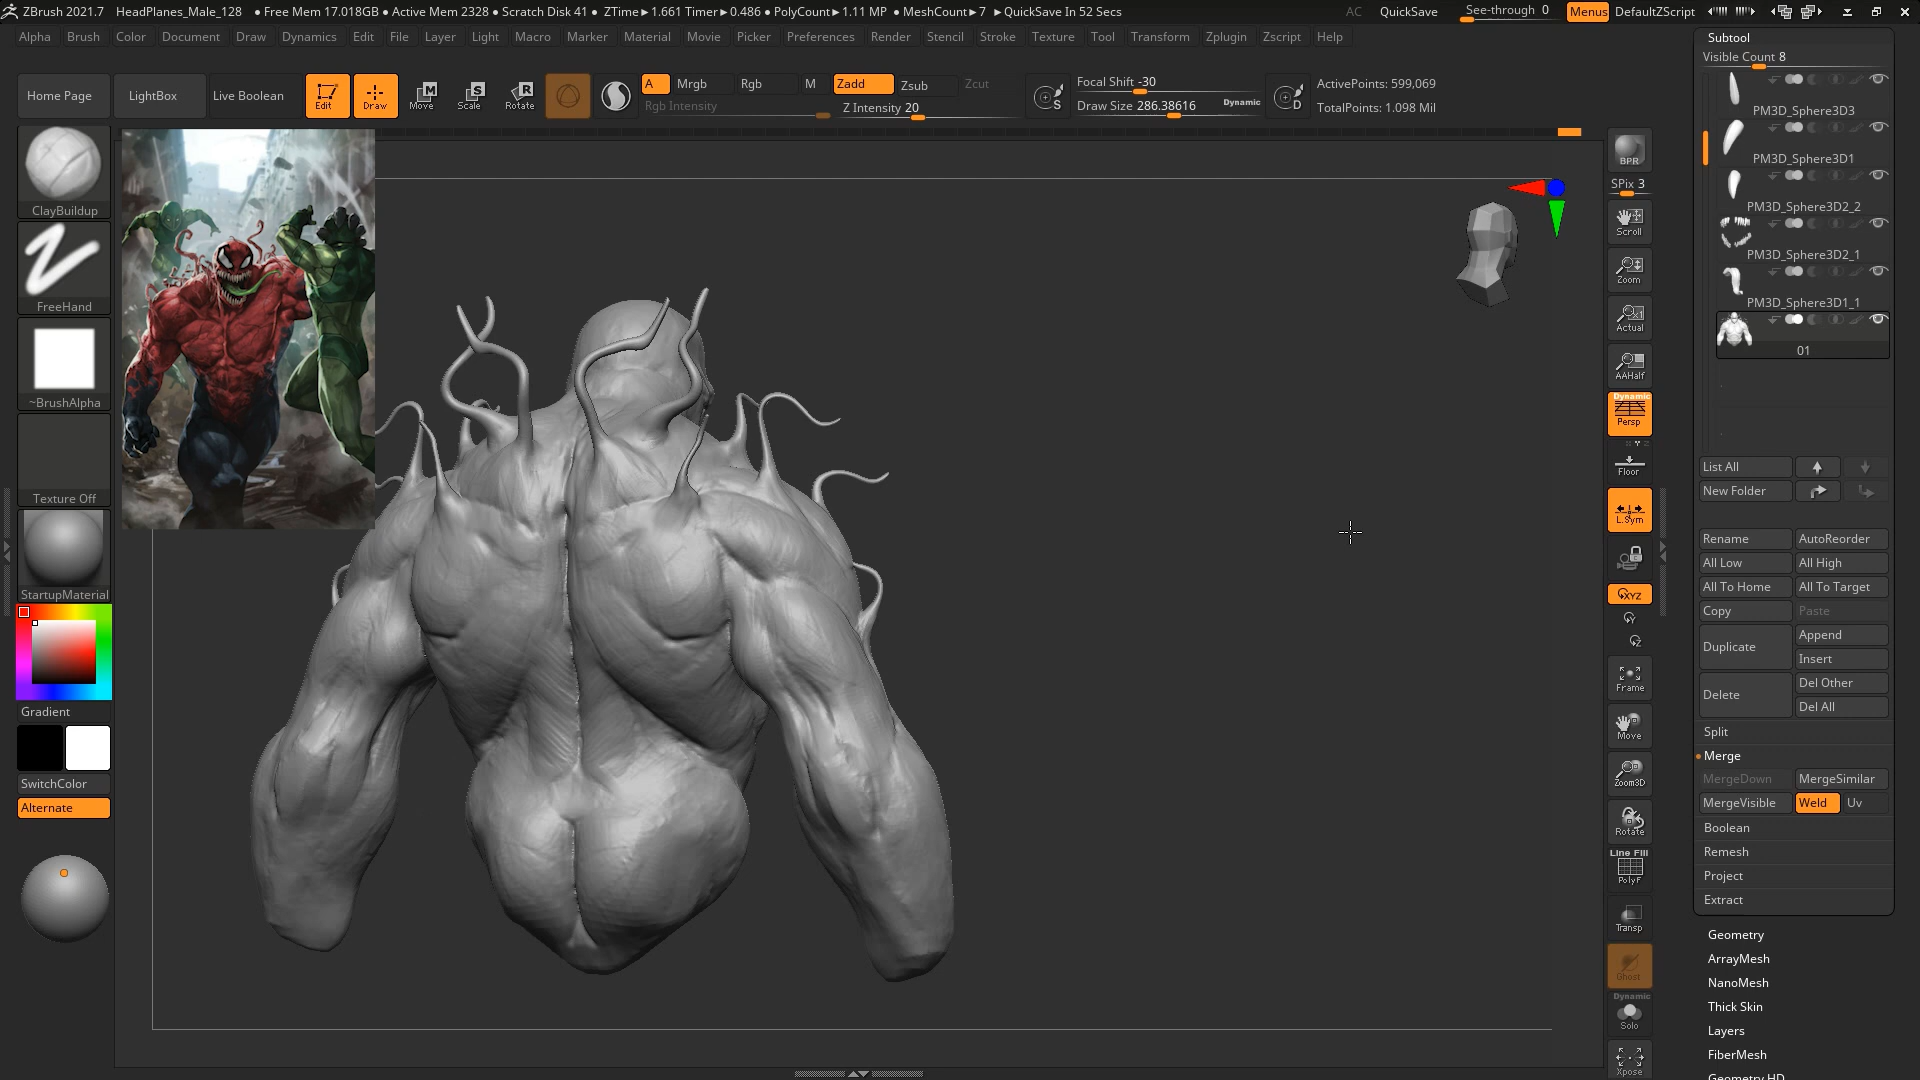 ZBrush 2021.7 HeadPlanes_Male_128 ● Free Mem 17.018GB ● Active Mem 2328 ● Scratch Disk 41 ● ZTime►1.661 Timer►0.486 ● PolyCount►1.11 MP ● MeshCount►7 ►QuickSave In 52 Secs AC QuickSave See-through 0 Menus DefaultZScript
Alpha Brush Color Document Draw Dynamics Edit File Layer Light Macro Marker Material Movie Picker Preferences Render Stencil Stroke Texture Tool Transform Zplugin Zscript Help
Home Page LightBox Live Boolean Edit Draw Move Scale Rotate
A Mrgb Rgb M Zadd Zsub Zcut
Rgb Intensity Z Intensity 20
S Focal Shift -30
Draw Size 286.38616 Dynamic
D ActivePoints: 599,069
TotalPoints: 1.098 Mil
ClayBuildup
FreeHand
~BrushAlpha
Texture Off
StartupMaterial
Gradient
SwitchColor
Alternate
BPR
SPix 3
Scroll
Zoom
Actual
AAHalf
Dynamic
Persp
Floor
L.Sym
XYZ
Y
Z
Frame
Move
Zoom3D
Rotate
Line Fill
PolyF
Transp
Ghost
Dynamic
Solo
Xpose
Subtool
Visible Count 8
PM3D_Sphere3D3
PM3D_Sphere3D1
PM3D_Sphere3D2_2
PM3D_Sphere3D2_1
PM3D_Sphere3D1_1
01
List All
New Folder
Rename AutoReorder
All Low All High
All To Home All To Target
Copy Paste
Duplicate Append
Insert
Delete Del Other
Del All
Split
Merge
MergeDown MergeSimilar
MergeVisible Weld Uv
Boolean
Remesh
Project
Extract
Geometry
ArrayMesh
NanoMesh
Thick Skin
Layers
FiberMesh
Geometry HD